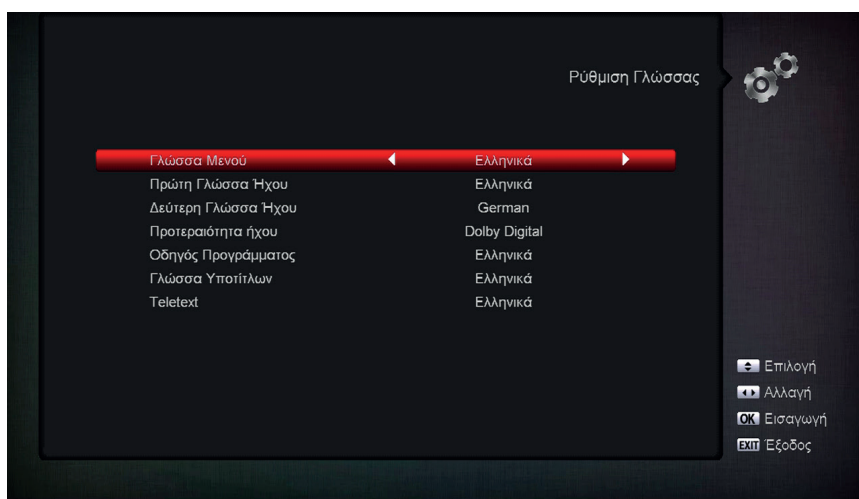 Ρύθμιση Γλώσσας
Γλώσσα Μενού Ελληνικά
Πρώτη Γλώσσα Ήχου Ελληνικά
Δεύτερη Γλώσσα Ήχου German
Προτεραιότητα ήχου Dolby Digital
Οδηγός Προγράμματος Ελληνικά
Γλώσσα Υποτίτλων Ελληνικά
Teletext Ελληνικά
Επιλογή
Αλλαγή
OK Εισαγωγή
EXIT Έξοδος